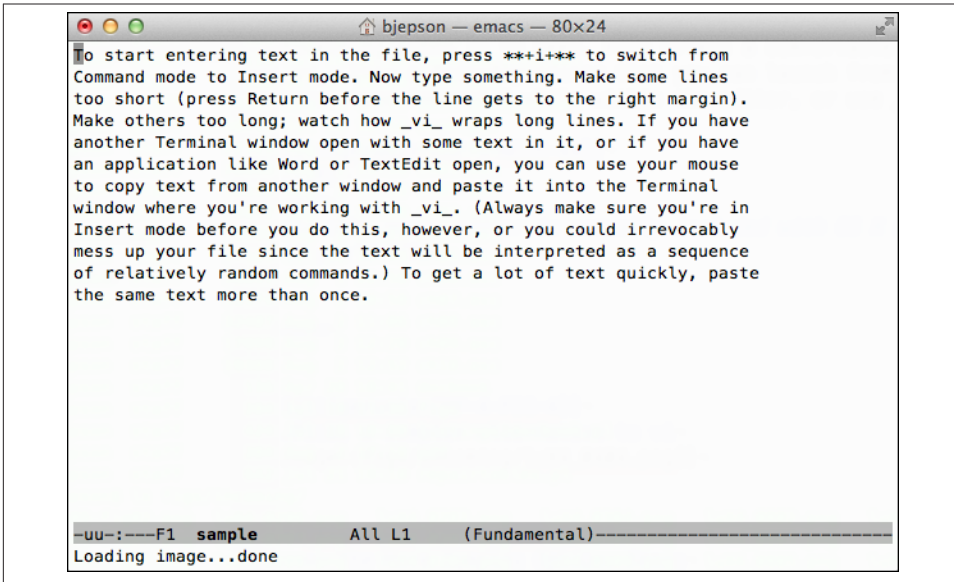 bjepson — emacs — 80×24
To start entering text in the file, press **+i+** to switch from
Command mode to Insert mode. Now type something. Make some lines
too short (press Return before the line gets to the right margin).
Make others too long; watch how _vi_ wraps long lines. If you have
another Terminal window open with some text in it, or if you have
an application like Word or TextEdit open, you can use your mouse
to copy text from another window and paste it into the Terminal
window where you're working with _vi_. (Always make sure you're in
Insert mode before you do this, however, or you could irrevocably
mess up your file since the text will be interpreted as a sequence
of relatively random commands.) To get a lot of text quickly, paste
the same text more than once.
-uu-:---F1  sample         All L1     (Fundamental)-----------------------------
Loading image...done